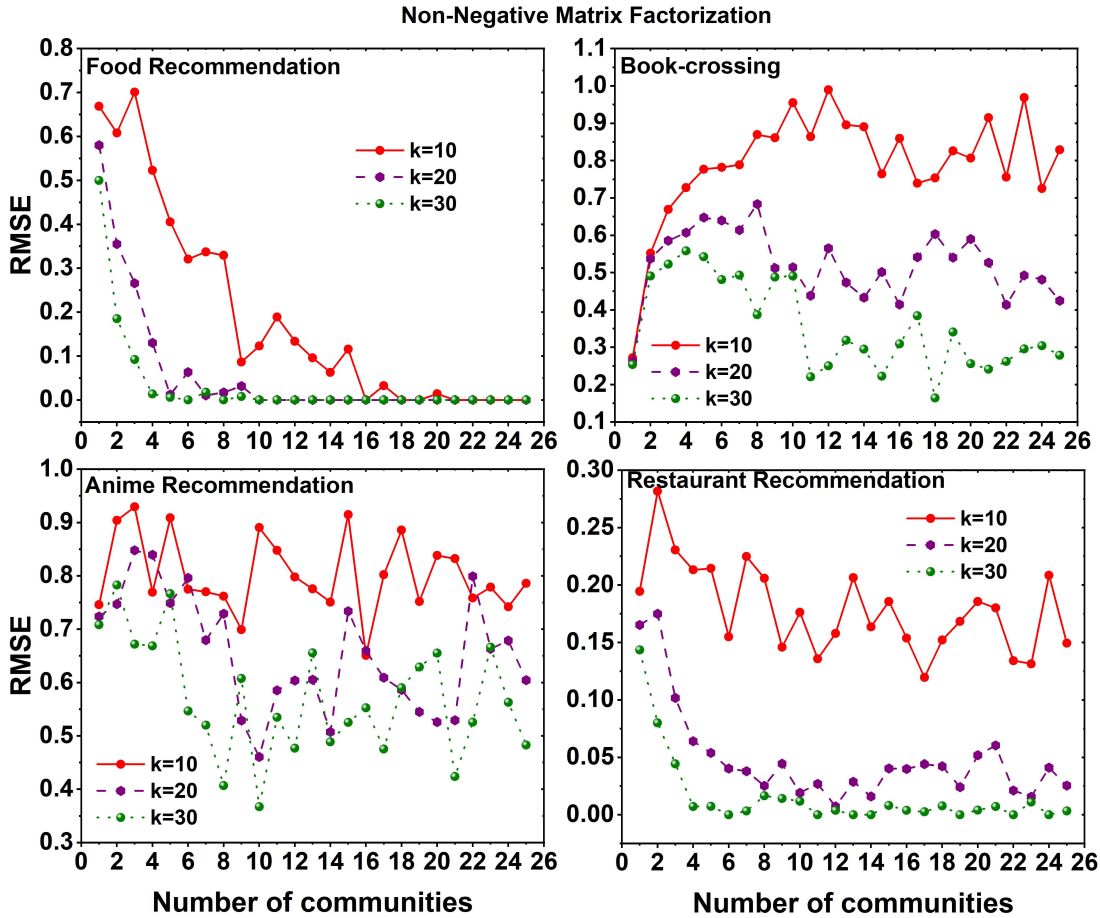 Non-Negative Matrix Factorization
Food Recommendation
RMSE
0.8
0.7
0.6
0.5
0.4
0.3
0.2
0.1
0.0
k=10
k=20
k=30
0 2 4 6 8 10 12 14 16 18 20 22 24 26
Book-crossing
1.1
1.0
0.9
0.8
0.7
0.6
0.5
0.4
0.3
0.2
0.1
k=10
k=20
k=30
0 2 4 6 8 10 12 14 16 18 20 22 24 26
Anime Recommendation
RMSE
1.0
0.9
0.8
0.7
0.6
0.5
0.4
0.3
k=10
k=20
k=30
0 2 4 6 8 10 12 14 16 18 20 22 24 26
Number of communities
Restaurant Recommendation
0.30
0.25
0.20
0.15
0.10
0.05
0.00
k=10
k=20
k=30
0 2 4 6 8 10 12 14 16 18 20 22 24 26
Number of communities